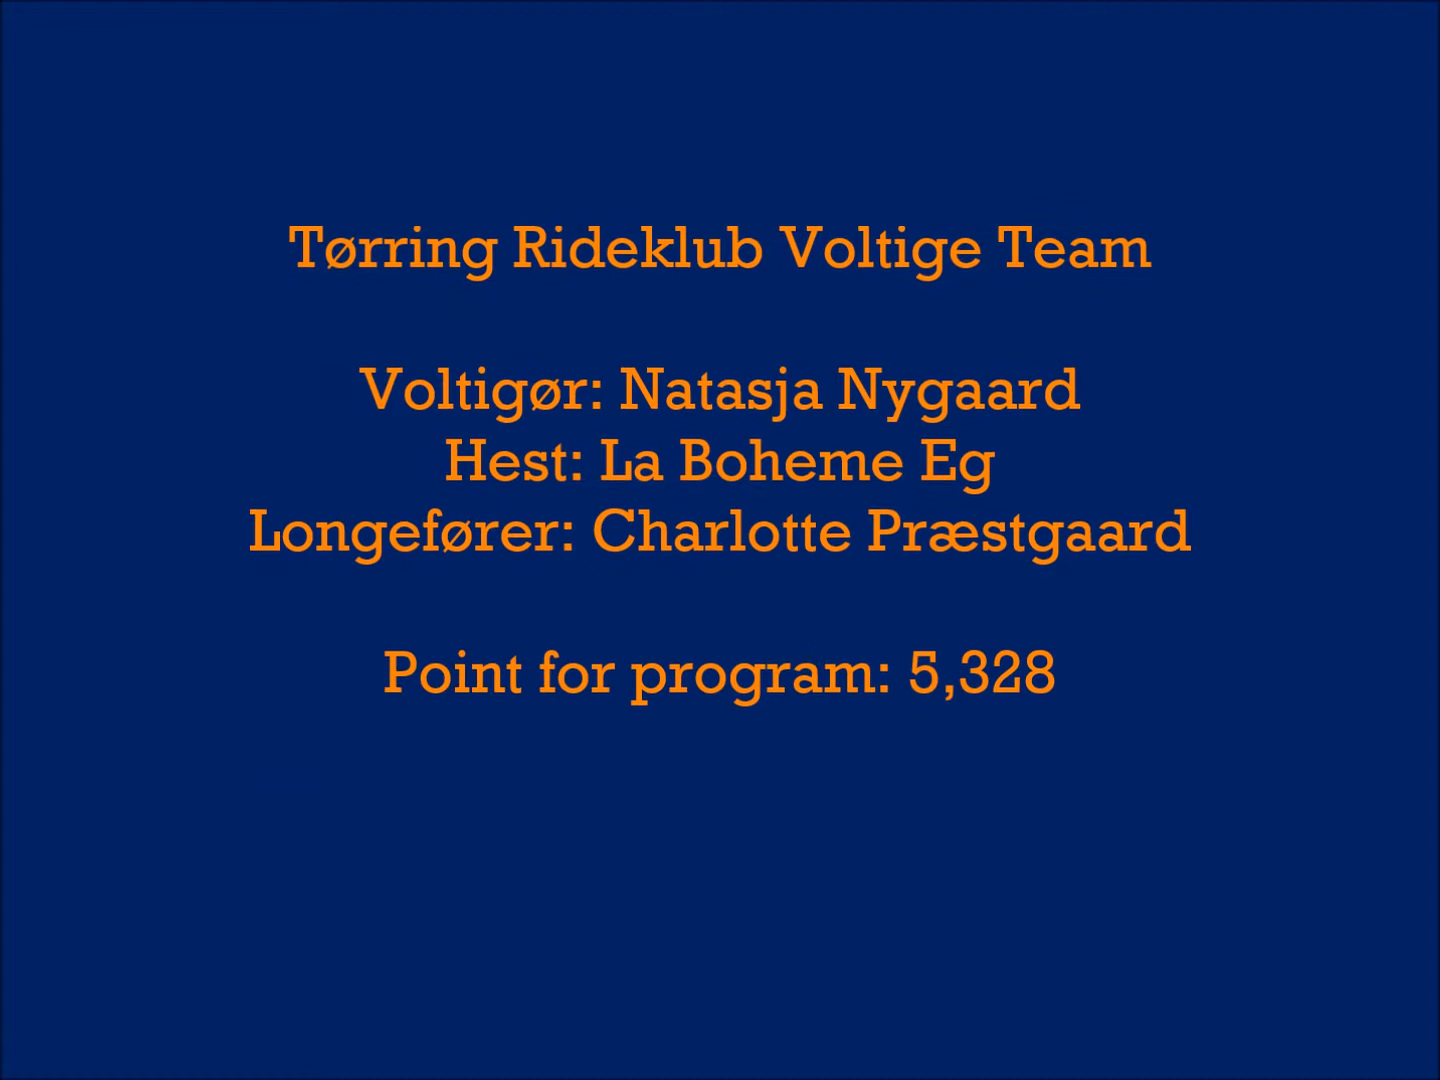 Tørring Rideklub Voltige Team
Voltigør: Natasja Nygaard
Hest: La Boheme Eg
Longefører: Charlotte Præstgaard
Point for program: 5,328